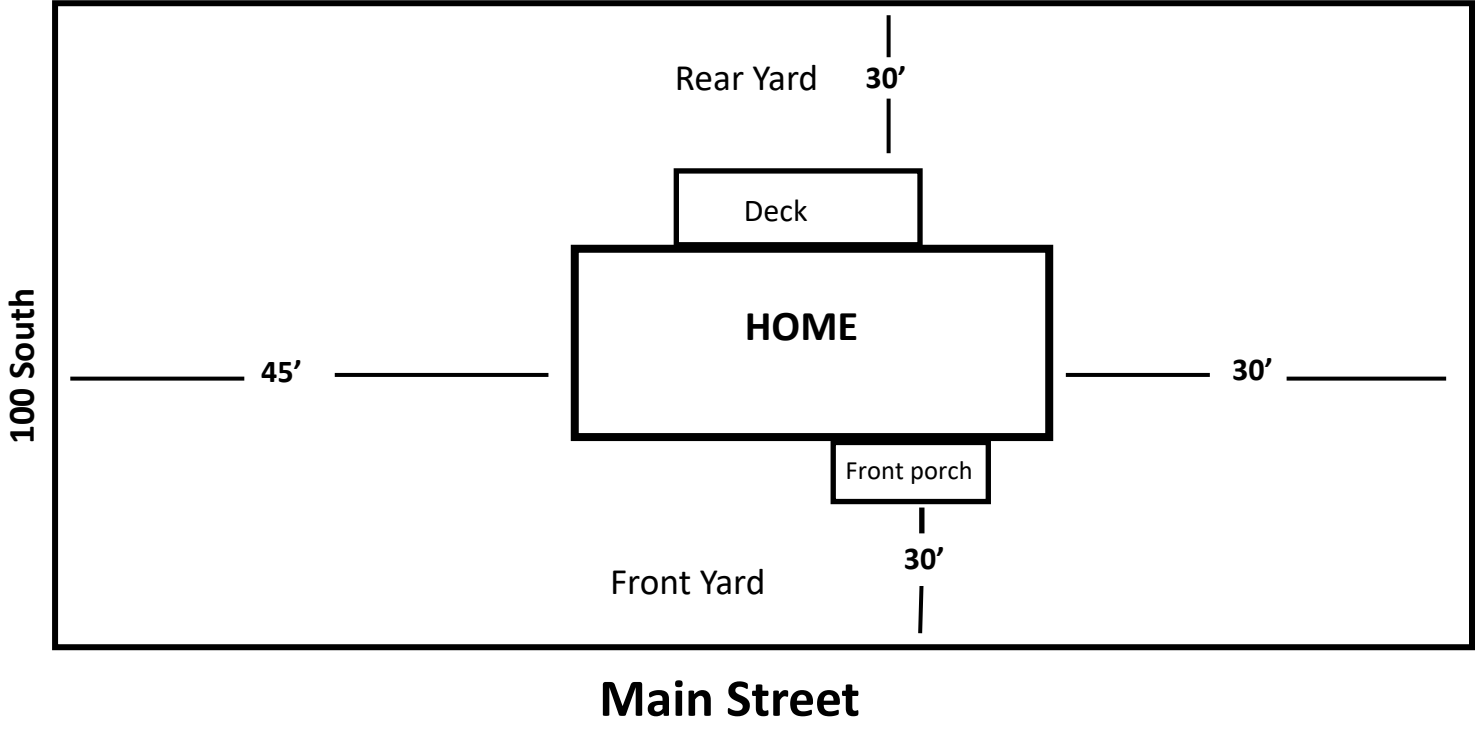 Rear Yard 30’
Deck
HOME
100 South
45’
30’
Front porch
30’
Front Yard
Main Street